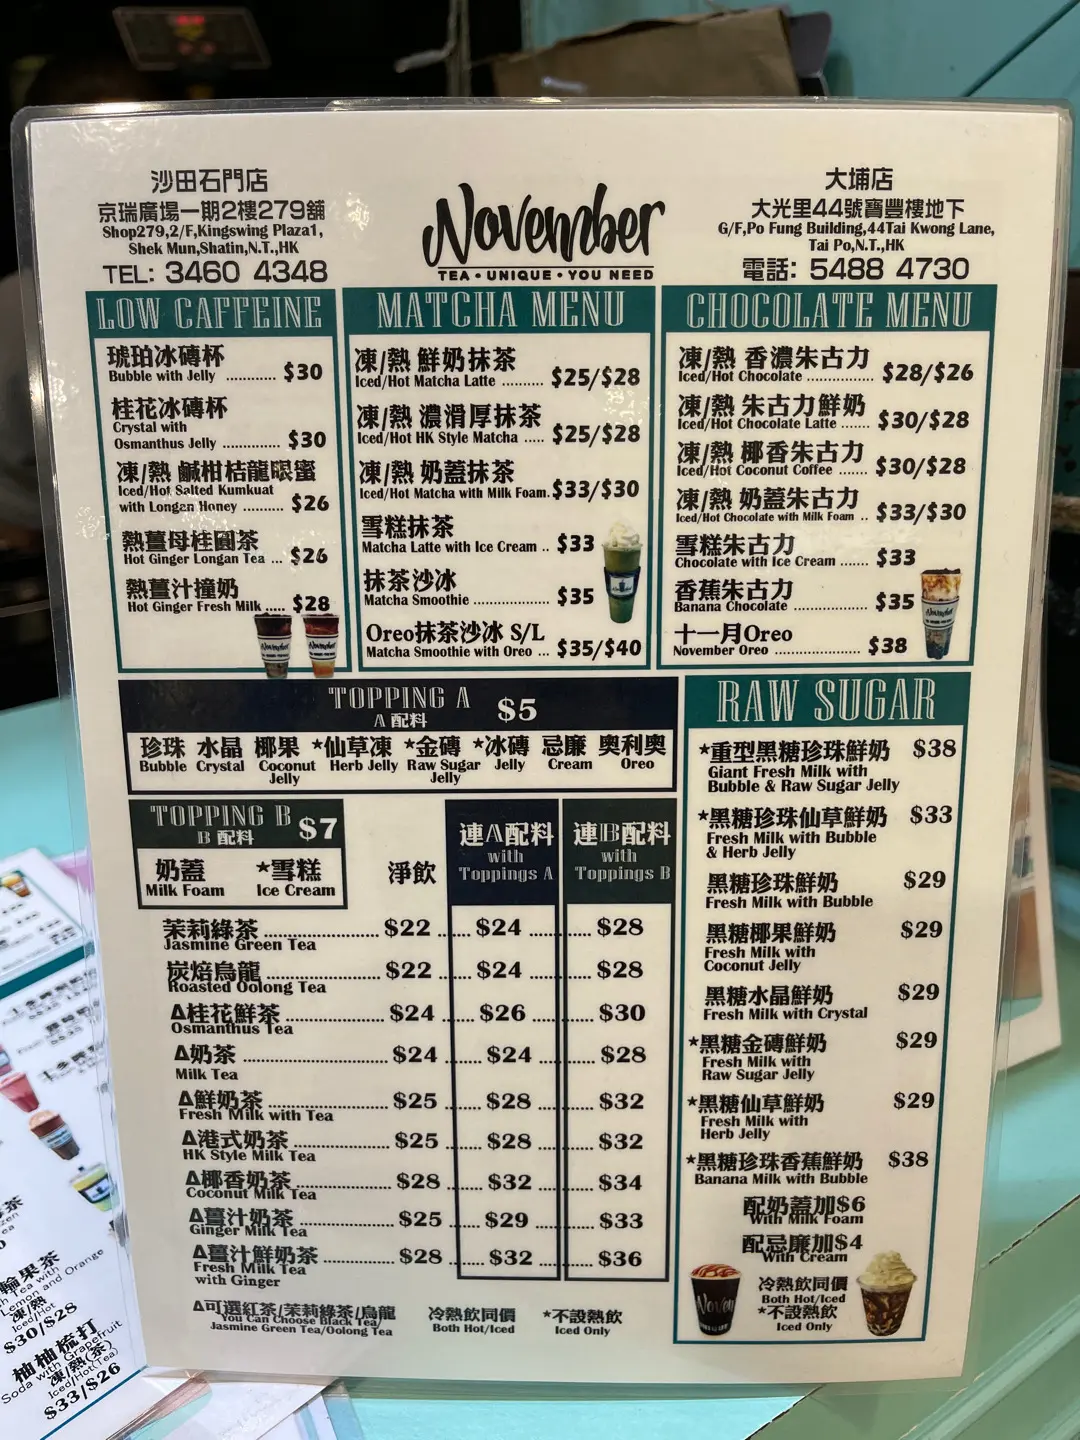 沙田石門店
京瑞廣場一期2樓279舖
Shop279,2/F,Kingswing Plaza1,
Shek Mun,Shatin,N.T.,HK
TEL: 3460 4348
November
TEA • UNIQUE • YOU NEED
大埔店
大光里44號寶豐樓地下
G/F,Po Fung Building,44Tai Kwong Lane,
Tai Po,N.T.,HK
電話: 5488 4730
LOW CAFFEINE
琥珀冰磚杯
Bubble with Jelly ............ $30
桂花冰磚杯
Crystal with
Osmanthus Jelly ............. $30
凍/熱 鹹柑桔龍眼蜜
Iced/Hot Salted Kumkuat
with Longan Honey .......... $26
熱薑母桂圓茶
Hot Ginger Longan Tea ... $26
熱薑汁撞奶
Hot Ginger Fresh Milk ..... $28
MATCHA MENU
凍/熱 鮮奶抹茶
Iced/Hot Matcha Latte .......... $25/$28
凍/熱 濃滑厚抹茶
Iced/Hot HK Style Matcha ..... $25/$28
凍/熱 奶蓋抹茶
Iced/Hot Matcha with Milk Foam. $33/$30
雪糕抹茶
Matcha Latte with Ice Cream .. $33
抹茶沙冰
Matcha Smoothie .................. $35
Oreo抹茶沙冰 S/L
Matcha Smoothie with Oreo ... $35/$40
CHOCOLATE MENU
凍/熱 香濃朱古力
Iced/Hot Chocolate ................ $28/$26
凍/熱 朱古力鮮奶
Iced/Hot Chocolate Latte ....... $30/$28
凍/熱 椰香朱古力
Iced/Hot Coconut Coffee ....... $30/$28
凍/熱 奶蓋朱古力
Iced/Hot Chocolate with Milk Foam .. $33/$30
雪糕朱古力
Chocolate with Ice Cream ...... $33
香蕉朱古力
Banana Chocolate .................. $35
十一月Oreo
November Oreo ..................... $38
TOPPING A
A 配料
$5
珍珠 水晶 椰果 *仙草凍 *金磚 *冰磚 忌廉 奧利奧
Bubble Crystal Coconut Herb Jelly Raw Sugar Jelly Cream Oreo
Jelly Jelly
TOPPING B
B 配料
$7
奶蓋 *雪糕
Milk Foam Ice Cream
淨飲
連A配料
with
Toppings A
連B配料
with
Toppings B
茉莉綠茶 ........ $22 ..... $24 ........ $28
Jasmine Green Tea
炭焙烏龍 ........ $22 ..... $24 ........ $28
Roasted Oolong Tea
Δ桂花鮮茶 ........ $24 ..... $26 ........ $30
Osmanthus Tea
Δ奶茶 ........ $24 ..... $24 ........ $28
Milk Tea
Δ鮮奶茶 ........ $25 ..... $28 ........ $32
Fresh Milk with Tea
Δ港式奶茶 ........ $25 ..... $28 ........ $32
HK Style Milk Tea
Δ椰香奶茶 ........ $28 ..... $32 ........ $34
Coconut Milk Tea
Δ薑汁奶茶 ........ $25 ..... $29 ........ $33
Ginger Milk Tea
Δ薑汁鮮奶茶 ........ $28 ..... $32 ........ $36
Fresh Milk Tea
with Ginger
Δ可選紅茶/茉莉綠茶/烏龍
You Can Choose Black Tea/
Jasmine Green Tea/Oolong Tea
冷熱飲同價
Both Hot/Iced
*不設熱飲
Iced Only
RAW SUGAR
*重型黑糖珍珠鮮奶 $38
Giant Fresh Milk with
Bubble & Raw Sugar Jelly
*黑糖珍珠仙草鮮奶 $33
Fresh Milk with Bubble
& Herb Jelly
黑糖珍珠鮮奶 $29
Fresh Milk with Bubble
黑糖椰果鮮奶 $29
Fresh Milk with
Coconut Jelly
黑糖水晶鮮奶 $29
Fresh Milk with Crystal
*黑糖金磚鮮奶 $29
Fresh Milk with
Raw Sugar Jelly
*黑糖仙草鮮奶 $29
Fresh Milk with
Herb Jelly
*黑糖珍珠香蕉鮮奶 $38
Banana Milk with Bubble
配奶蓋加$6
With Milk Foam
配忌廉加$4
With Cream
冷熱飲同價
Both Hot/Iced
*不設熱飲
Iced Only
輪果茶
Tea with
Lemon and Orange
凍/熱
Iced/Hot
$30/$28
柚柚梳打
Soda with Grapefruit
凍/熱(茶)
Iced/Hot(Tea)
$33/$26